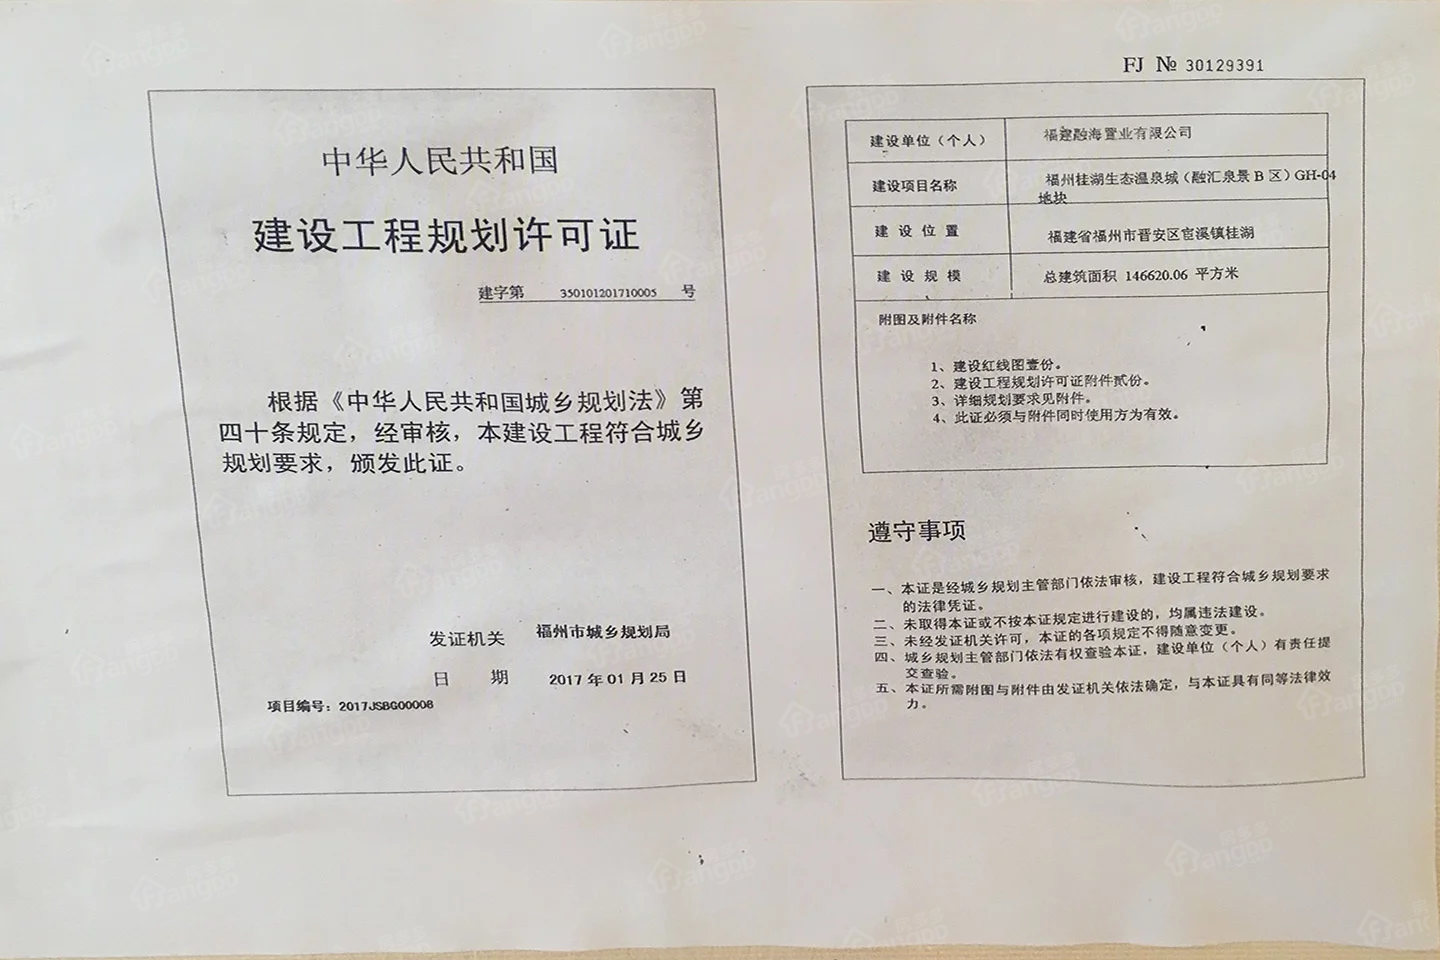 中华人民共和国
建设工程规划许可证
建字第 350101201710005 号
根据《中华人民共和国城乡规划法》第
四十条规定，经审核，本建设工程符合城乡
规划要求，颁发此证。
发证机关 福州市城乡规划局
日 期 2017 年 01 月 25 日
项目编号：2017JSBG00008
FJ № 30129391
建设单位（个人） 福建融海置业有限公司
建设项目名称 福州桂湖生态温泉城（融汇泉景 B 区）GH-04
地块
建设位置 福建省福州市晋安区宦溪镇桂湖
建设规模 总建筑面积 146620.06 平方米
附图及附件名称
1、建设红线图壹份。
2、建设工程规划许可证附件贰份。
3、详细规划要求见附件。
4、此证必须与附件同时使用方为有效。
遵守事项
一、本证是经城乡规划主管部门依法审核，建设工程符合城乡规划要求
的法律凭证。
二、未取得本证或不按本证规定进行建设的，均属违法建设。
三、未经发证机关许可，本证的各项规定不得随意变更。
四、城乡规划主管部门依法有权查验本证，建设单位（个人）有责任提
交查验。
五、本证所需附图与附件由发证机关依法确定，与本证具有同等法律效
力。